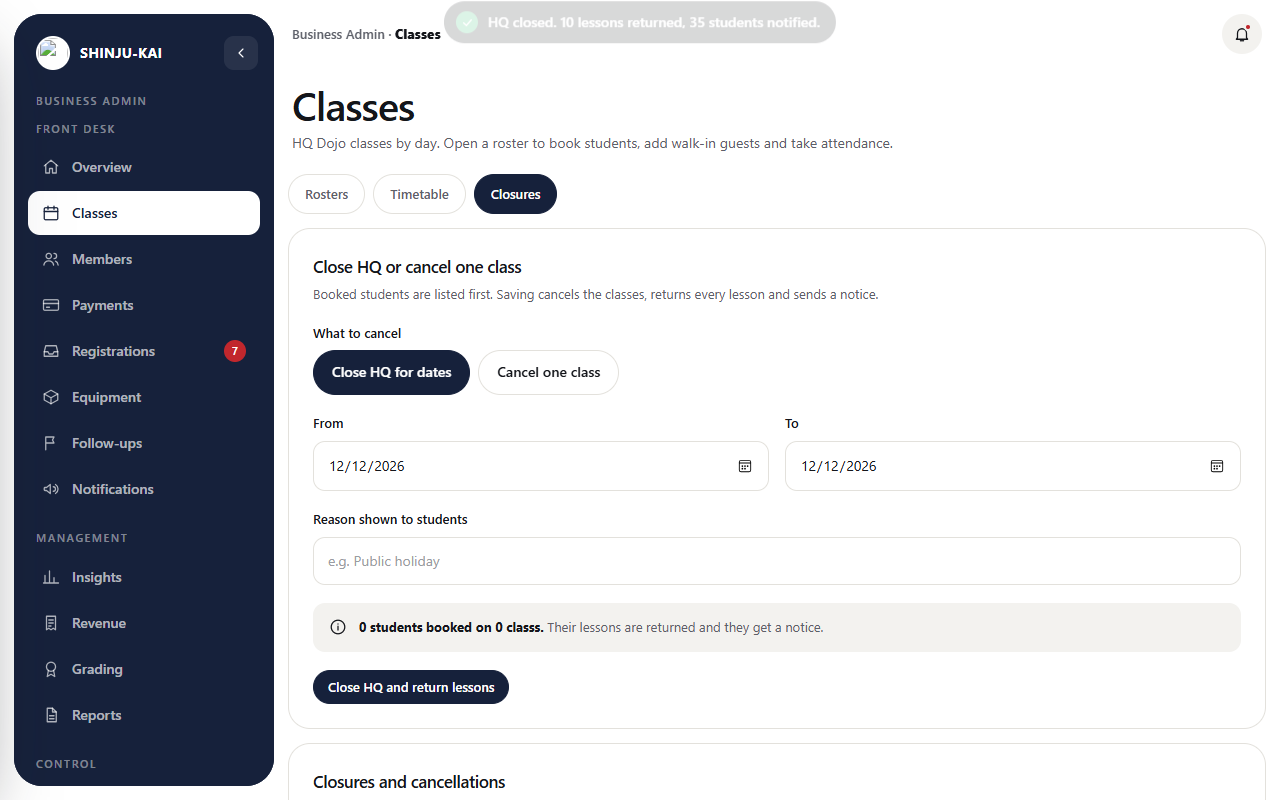 HQ closed. 10 lessons returned, 35 students notified.
SHINJU-KAI
Business Admin · Classes
BUSINESS ADMIN
FRONT DESK
Overview
Classes
Members
Payments
Registrations 7
Equipment
Follow-ups
Notifications
MANAGEMENT
Insights
Revenue
Grading
Reports
CONTROL
Classes
HQ Dojo classes by day. Open a roster to book students, add walk-in guests and take attendance.
Rosters Timetable Closures
Close HQ or cancel one class
Booked students are listed first. Saving cancels the classes, returns every lesson and sends a notice.
What to cancel
Close HQ for dates Cancel one class
From To
12/12/2026 12/12/2026
Reason shown to students
e.g. Public holiday
0 students booked on 0 classs. Their lessons are returned and they get a notice.
Close HQ and return lessons
Closures and cancellations